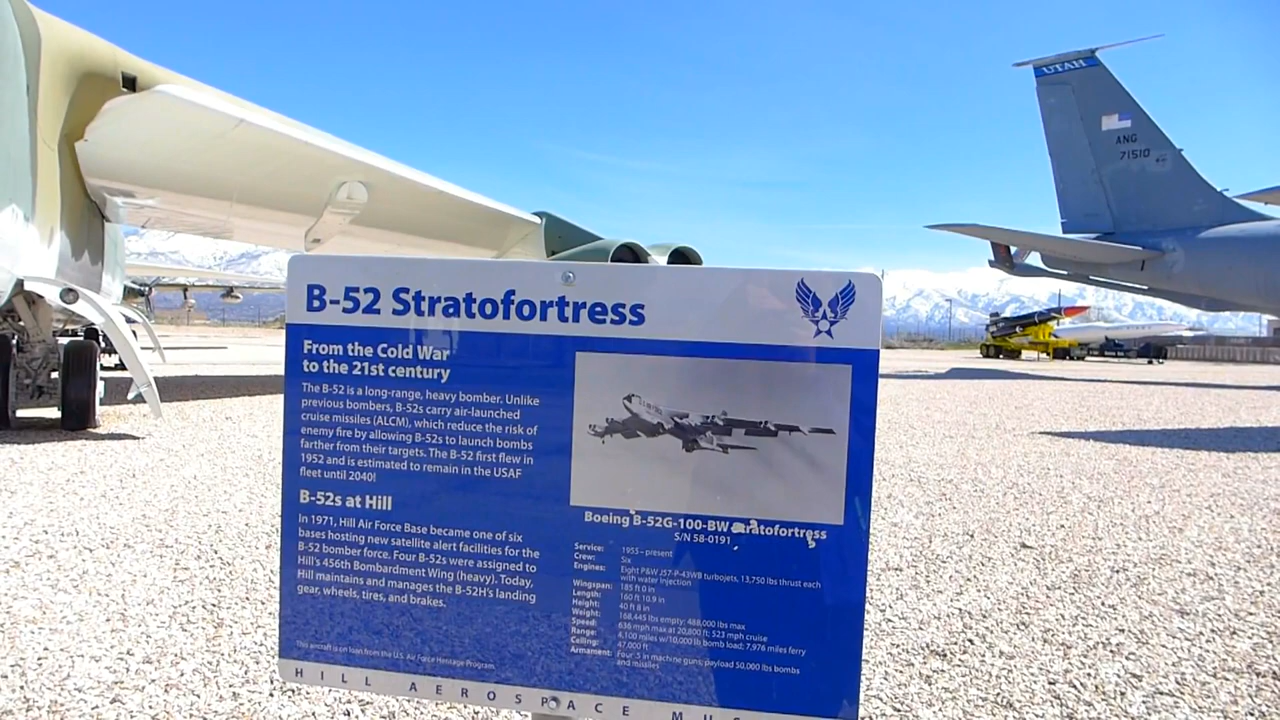 UTAH
ANG
71510
B-52 Stratofortress
From the Cold War
to the 21st century
The B-52 is a long-range, heavy bomber. Unlike
previous bombers, B-52s carry air-launched
cruise missiles (ALCM), which reduce the risk of
enemy fire by allowing B-52s to launch bombs
farther from their targets. The B-52 first flew in
1952 and is estimated to remain in the USAF
fleet until 2040!
B-52s at Hill
In 1971, Hill Air Force Base became one of six
bases hosting new satellite alert facilities for the
B-52 bomber force. Four B-52s were assigned to
Hill's 456th Bombardment Wing (heavy). Today,
Hill maintains and manages the B-52H's landing
gear, wheels, tires, and brakes.
This aircraft is on loan from the U.S. Air Force Heritage Program.
Boeing B-52G-100-BW Stratofortress
S/N 58-0191
Service: 1955 – present
Crew: Six
Engines: Eight P&W J57-P-43WB turbojets, 13,750 lbs thrust each
with water injection
Wingspan: 185 ft 0 in
Length: 160 ft 10.9 in
Height: 40 ft 8 in
Weight: 168,445 lbs empty; 488,000 lbs max
Speed: 636 mph max at 20,800 ft; 523 mph cruise
Range: 4,100 miles w/10,000 lb bomb load; 7,976 miles ferry
Ceiling: 47,000 ft
Armament: Four .5 in machine guns; payload 50,000 lbs bombs
and missiles
HILL AEROSPACE MUS